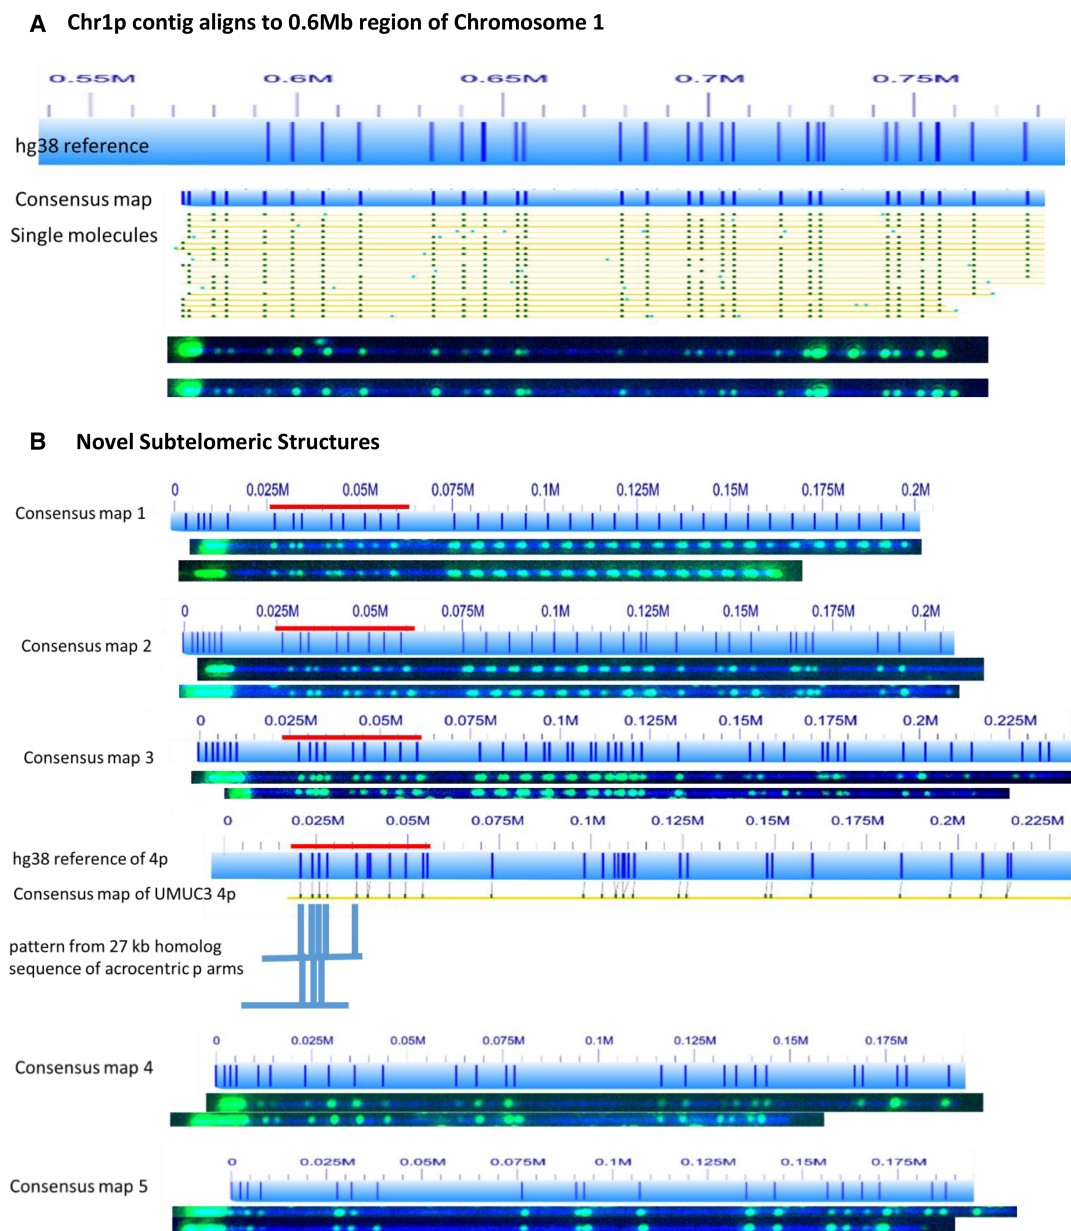 A Chr1p contig aligns to 0.6Mb region of Chromosome 1
0.55M 0.6M 0.65M 0.7M 0.75M
hg38 reference
Consensus map
Single molecules
B Novel Subtelomeric Structures
0 0.025M 0.05M 0.075M 0.1M 0.125M 0.15M 0.175M 0.2M
Consensus map 1
0 0.025M 0.05M 0.075M 0.1M 0.125M 0.15M 0.175M 0.2M
Consensus map 2
0 0.025M 0.05M 0.075M 0.1M 0.125M 0.15M 0.175M 0.2M 0.225M
Consensus map 3
0 0.025M 0.05M 0.075M 0.1M 0.125M 0.15M 0.175M 0.2M 0.225M
hg38 reference of 4p
Consensus map of UMUC3 4p
pattern from 27 kb homolog
sequence of acrocentric p arms
0 0.025M 0.05M 0.075M 0.1M 0.125M 0.15M 0.175M
Consensus map 4
0 0.025M 0.05M 0.075M 0.1M 0.125M 0.15M 0.175M
Consensus map 5